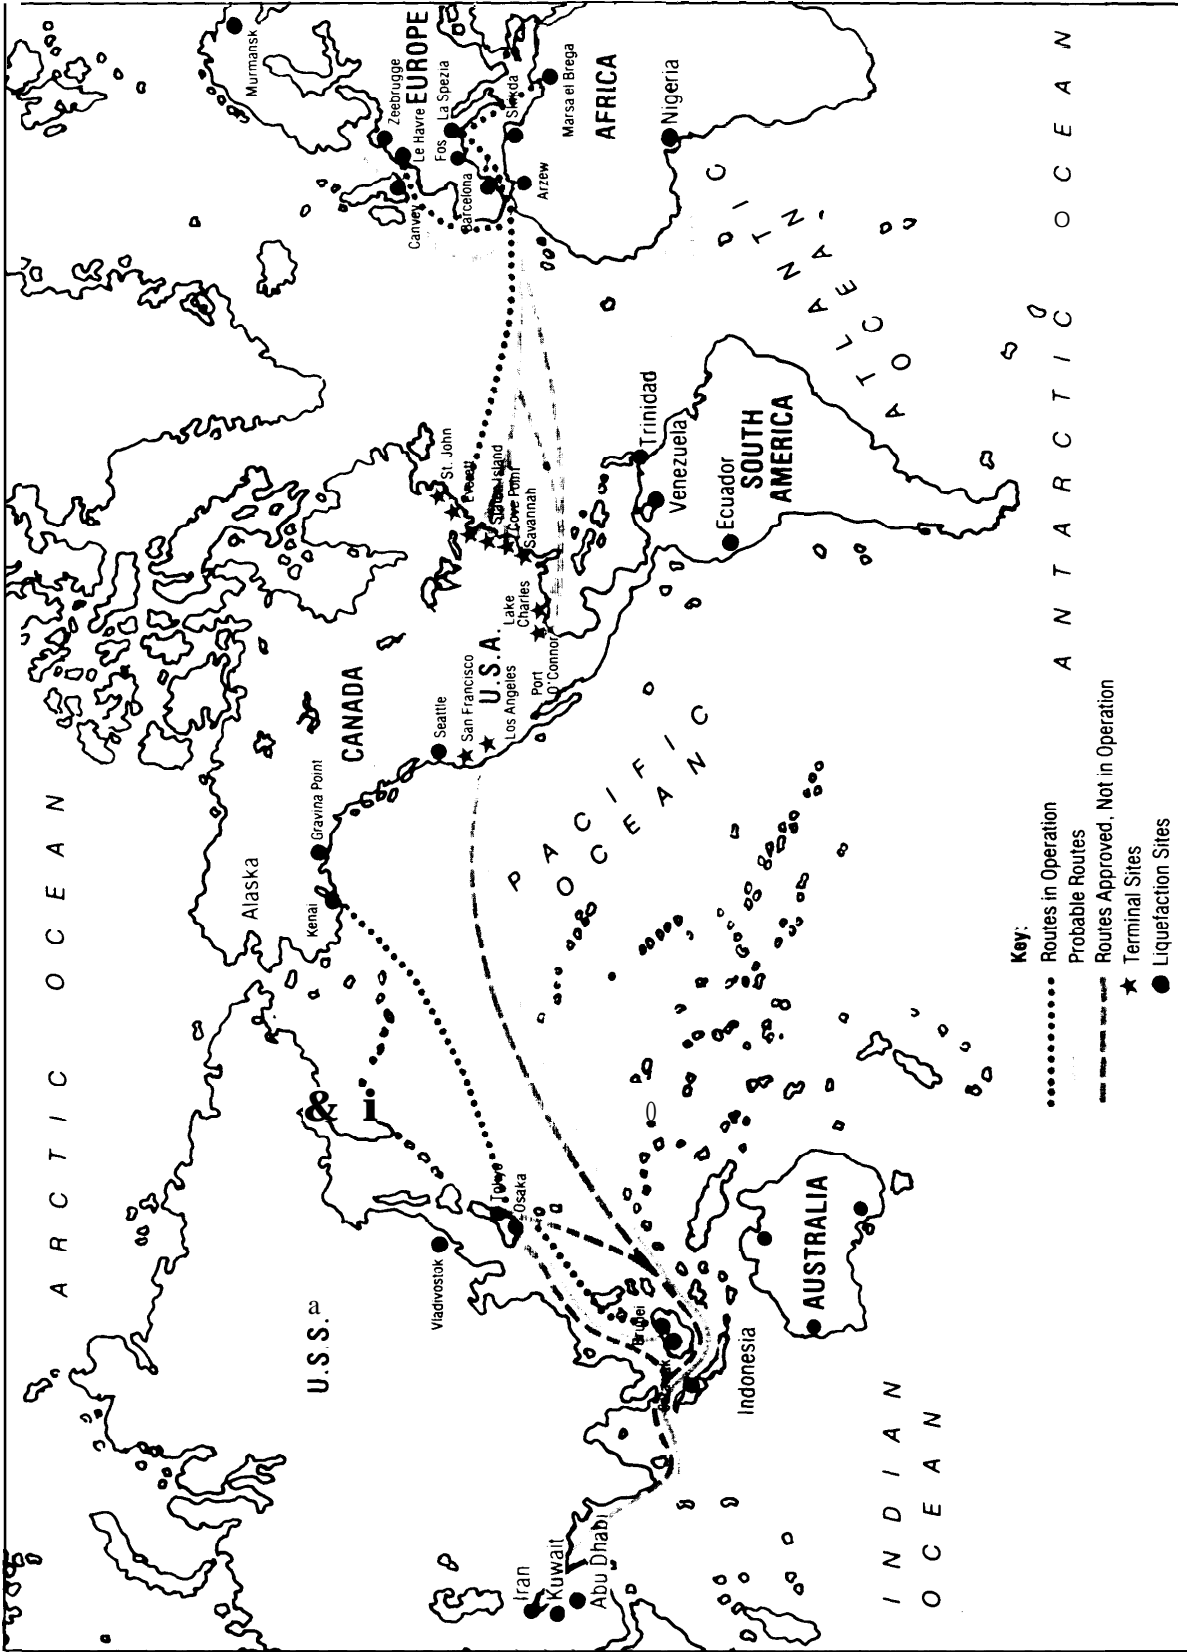 ARCTIC OCEAN
Murmansk
Zeebrugge
Le Havre
EUROPE
La Spezia
Fos
Skikda
Marsa el Brega
Canvey
Barcelona
Arzew
AFRICA
Nigeria
ATLANTIC
OCEAN
ANTARCTIC OCEAN
St. John
Everett
Cove Point
Savannah
Lake
Charles
Port
O'Connor
U.S.A.
San Francisco
Los Angeles
Seattle
CANADA
Gravina Point
Kenai
Alaska
Trinidad
Venezuela
Ecuador
SOUTH
AMERICA
PACIFIC
OCEAN
& i
Tokyo
Osaka
Vladivostok
U.S.S. a
Brunei
Indonesia
AUSTRALIA
Iran
Kuwait
Abu Dhabi
INDIAN
OCEAN
Key:
Routes in Operation
Probable Routes
Routes Approved, Not in Operation
Terminal Sites
Liquefaction Sites